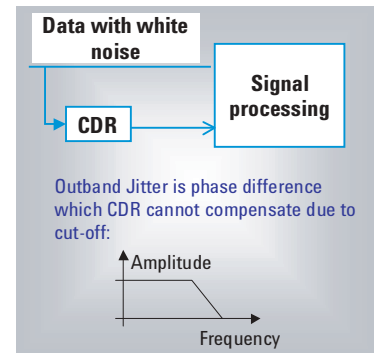 Data with white
noise
Signal
processing
CDR
Outband Jitter is phase difference
which CDR cannot compensate due to
cut-off:
Amplitude
Frequency